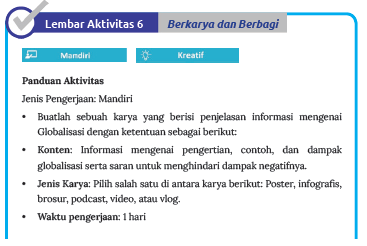 Lembar Aktivitas 6 Berkarya dan Berbagi
Mandiri Kreatif
Panduan Aktivitas
Jenis Pengerjaan: Mandiri
• Buatlah sebuah karya yang berisi penjelasan informasi mengenai
Globalisasi dengan ketentuan sebagai berikut:
• Konten: Informasi mengenai pengertian, contoh, dan dampak
globalisasi serta saran untuk menghindari dampak negatifnya.
• Jenis Karya: Pilih salah satu di antara karya berikut: Poster, infografis,
brosur, podcast, video, atau vlog.
• Waktu pengerjaan: 1 hari